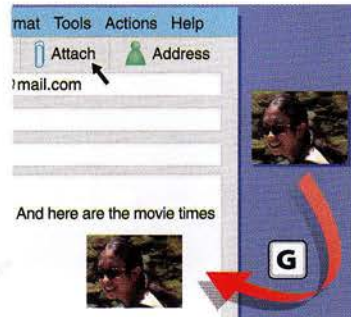 mat Tools Actions Help
Attach Address
mail.com
And here are the movie times
G